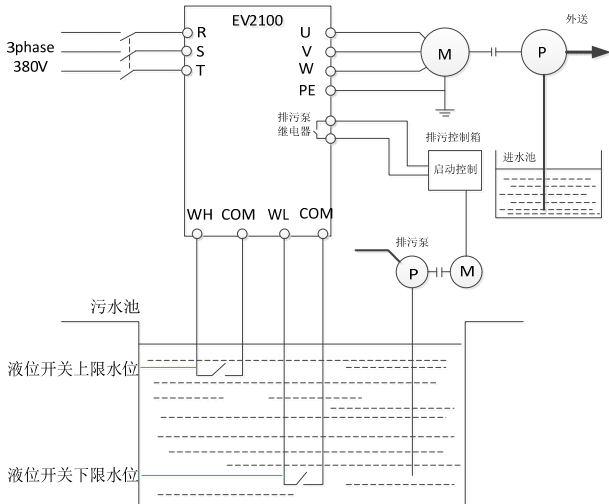 EV2100
外送
3phase
380V
R
S
T
U
V
W
PE
M
P
排污泵
继电器
排污控制箱
启动控制
进水池
WH COM WL COM
排污泵
P
M
污水池
液位开关上限水位
液位开关下限水位